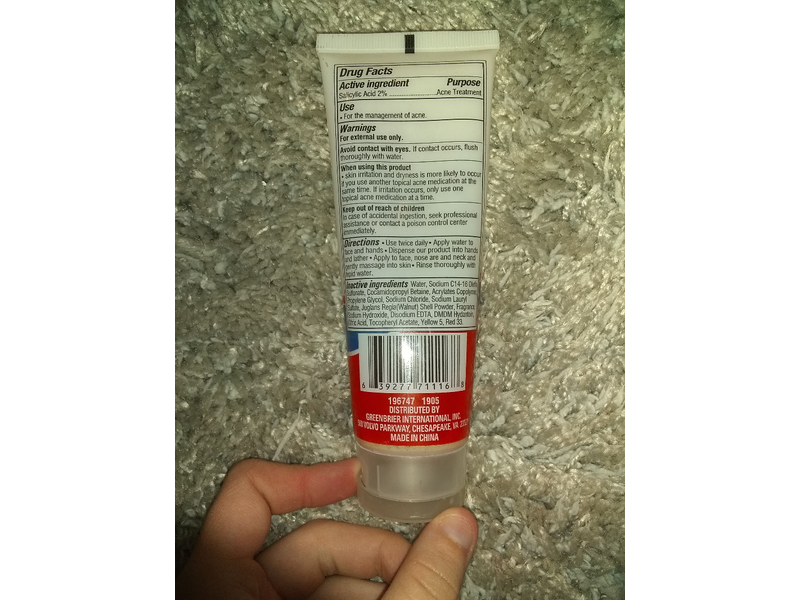 Drug Facts
Active ingredient Purpose
Salicylic Acid 2% ........................ Acne Treatment
Use
• For the management of acne.
Warnings
For external use only.
Avoid contact with eyes. If contact occurs, flush
thoroughly with water.
When using this product
• skin irritation and dryness is more likely to occur
if you use another topical acne medication at the
same time. If irritation occurs, only use one
topical acne medication at a time.
Keep out of reach of children
In case of accidental ingestion, seek professional
assistance or contact a poison control center
immediately.
Directions • Use twice daily • Apply water to
face and hands • Dispense our product into hands
and lather • Apply to face, nose are and neck and
gently massage into skin • Rinse thoroughly with
water.
Inactive ingredients Water, Sodium C14-16 Olefin
Sulfonate, Cocamidopropyl Betaine, Acrylates Copolymer,
Propylene Glycol, Sodium Chloride, Sodium Lauryl
Sulfate, Juglans Regia(Walnut) Shell Powder, Fragrance,
Sodium Hydroxide, Disodium EDTA, DMDM Hydantoin,
Citric Acid, Tocopheryl Acetate, Yellow 5, Red 33.
6 39277 71116 8
196747 1905
DISTRIBUTED BY
GREENBRIER INTERNATIONAL, INC.
500 VOLVO PARKWAY, CHESAPEAKE, VA
MADE IN CHINA